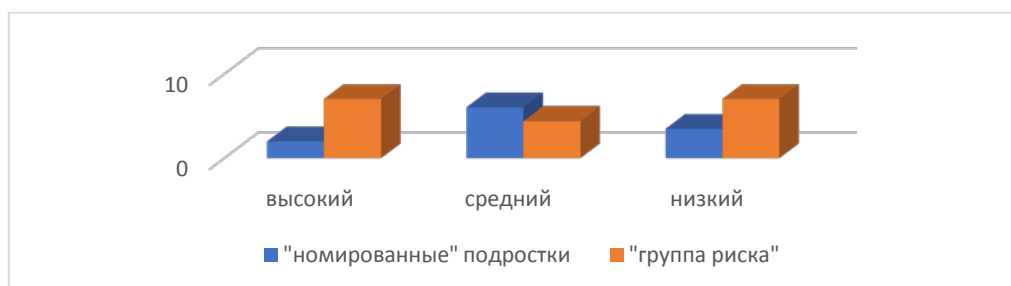 10
0
высокий средний низкий
"номированные" подростки "группа риска"